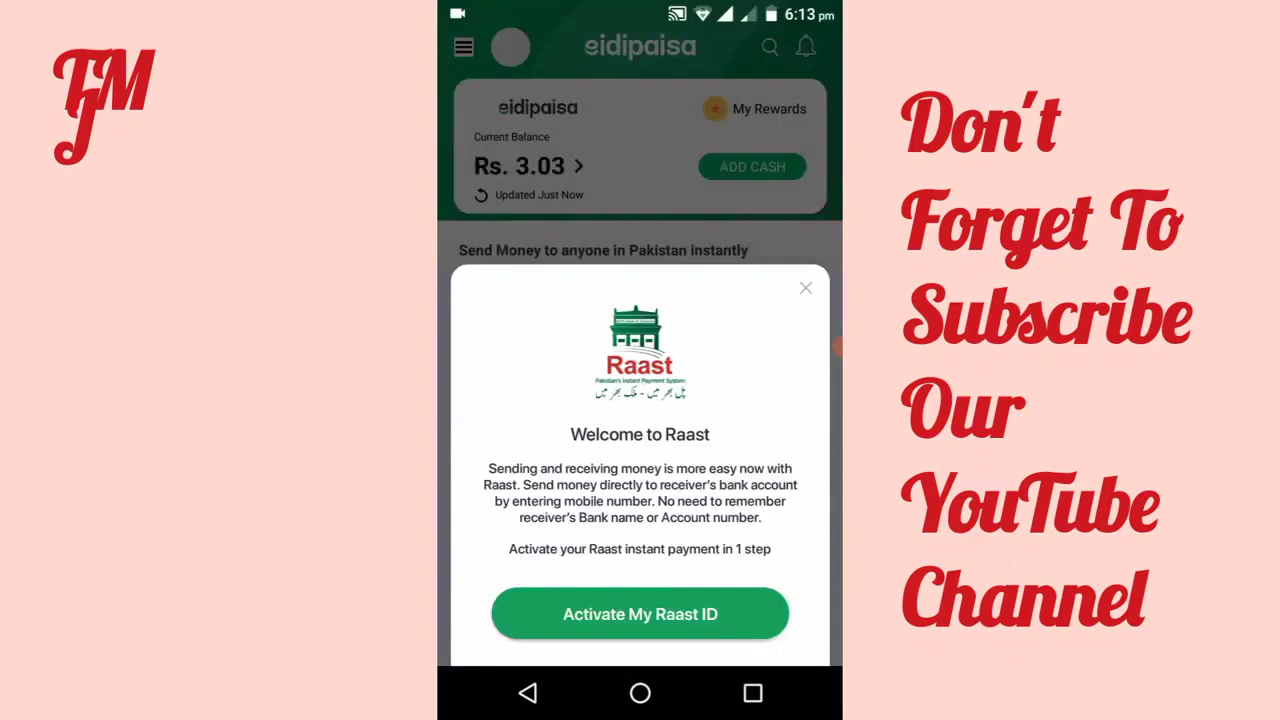 TM
J
6:13 pm
eidipaisa
eidipaisa
My Rewards
Current Balance
Rs. 3.03 >
ADD CASH
Updated Just Now
Send Money to anyone in Pakistan instantly
Raast
Pakistan's Instant Payment System
پل بھر میں - ملک بھر میں
Welcome to Raast
Sending and receiving money is more easy now with
Raast. Send money directly to receiver's bank account
by entering mobile number. No need to remember
receiver's Bank name or Account number.
Activate your Raast instant payment in 1 step
Activate My Raast ID
Don't
Forget To
Subscribe
Our
YouTube
Channel